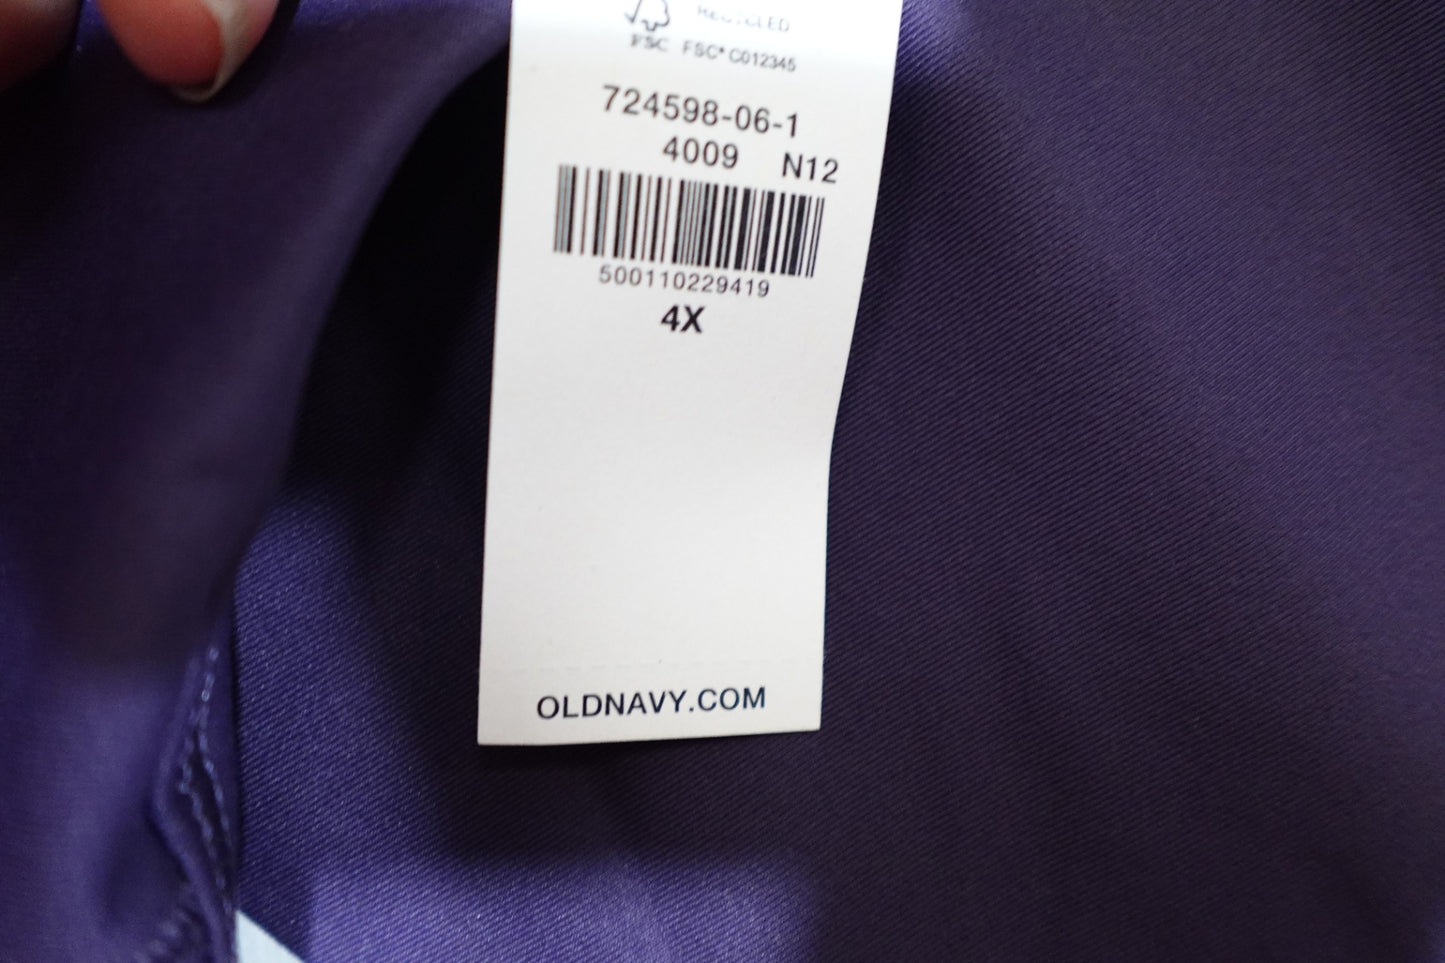 RECYCLED
FSC FSC® C012345
724598-06-1
4009 N12
500110229419
4X
OLDNAVY.COM